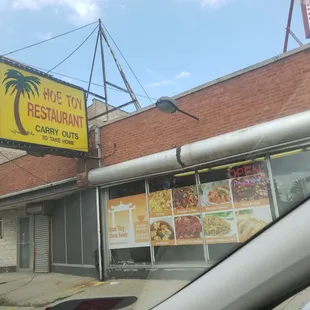 HOE TOY
RESTAURANT
CARRY OUTS
TO TAKE HOME
OPEN